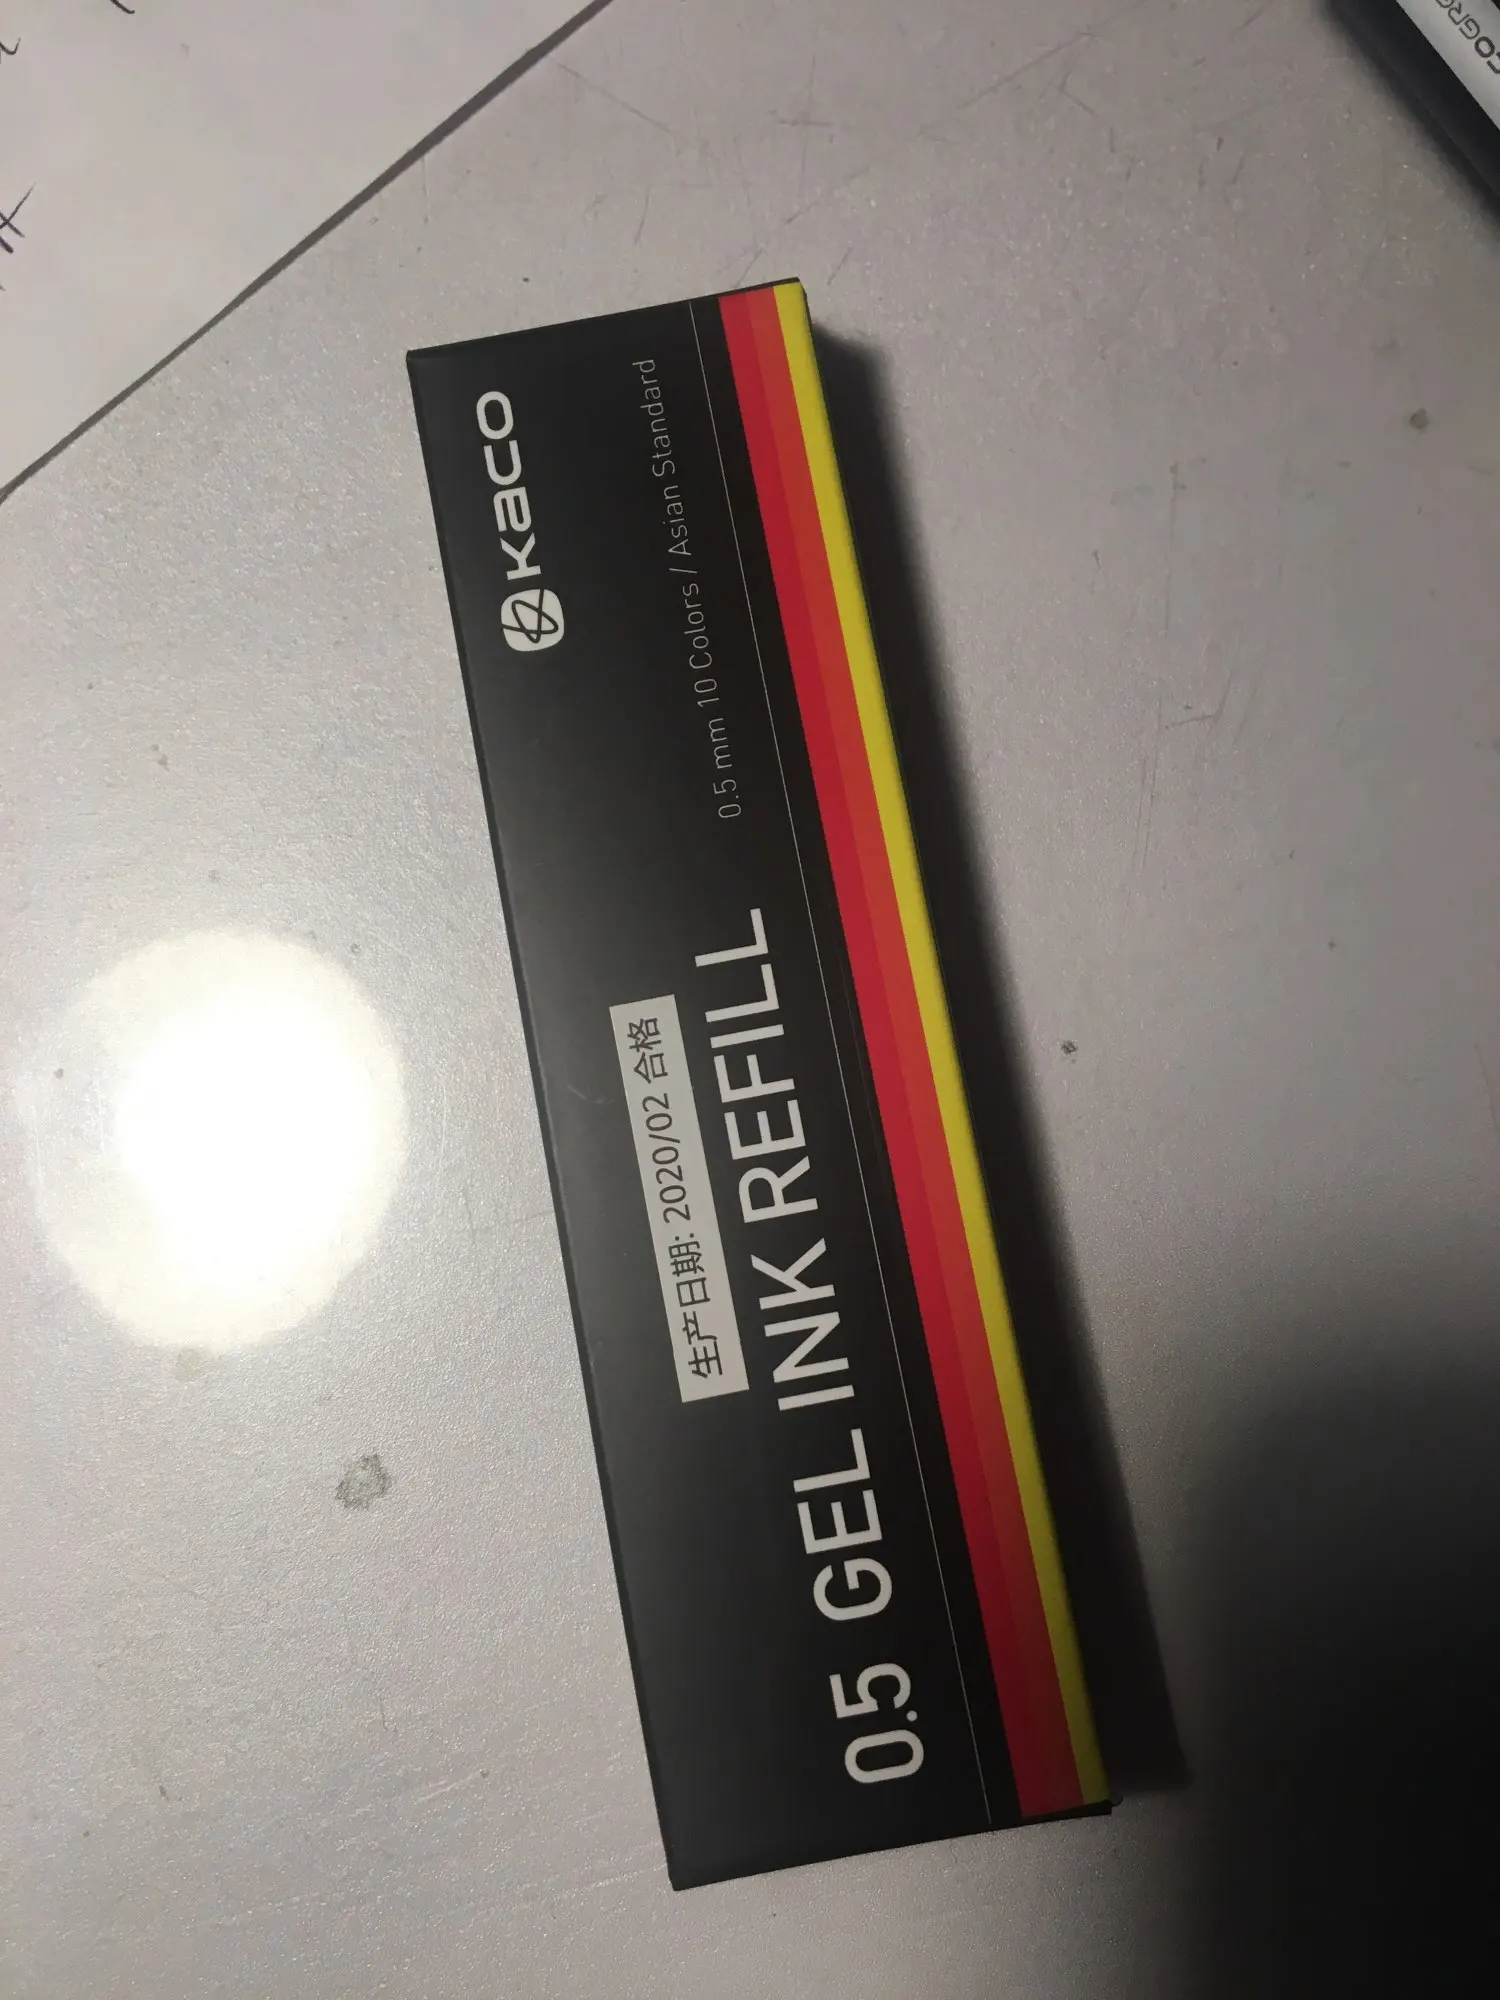 KACO
0.5 mm 10 Colors / Asian Standard
生产日期: 2020/02 合格
0.5 GEL INK REFILL